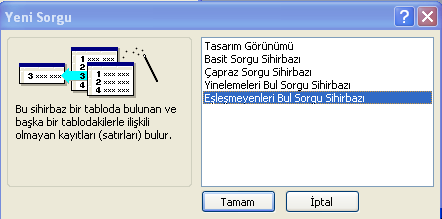 Yeni Sorgu
Tasarım Görünümü
Basit Sorgu Sihirbazı
Çapraz Sorgu Sihirbazı
Yinelemeleri Bul Sorgu Sihirbazı
Eşleşmeyenleri Bul Sorgu Sihirbazı
Bu sihirbaz bir tabloda bulunan ve
başka bir tablodakilerle ilişkili
olmayan kayıtları (satırları) bulur.
Tamam
İptal